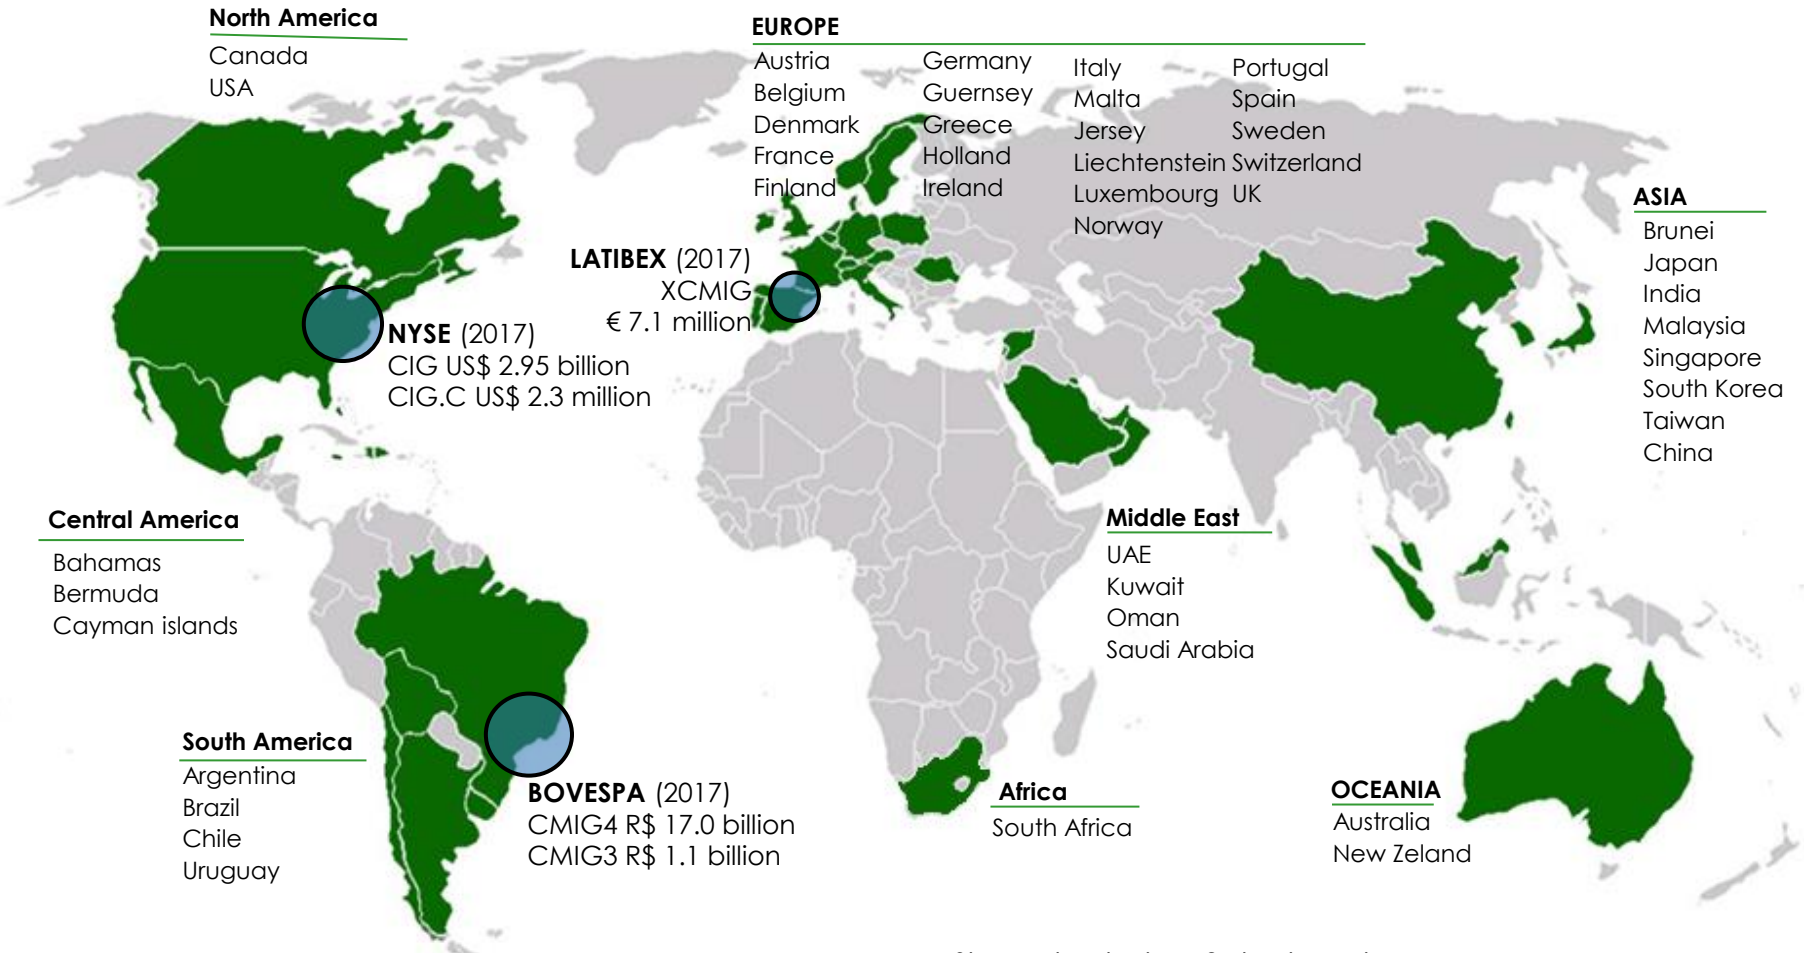 North America
Canada
USA
EUROPE
Austria
Belgium
Denmark
France
Finland
Germany
Guernsey
Greece
Holland
Ireland
Italy
Malta
Jersey
Liechtenstein
Luxembourg
Norway
Portugal
Spain
Sweden
Switzerland
UK
ASIA
Brunei
Japan
India
Malaysia
Singapore
South Korea
Taiwan
China
LATIBEX (2017)
XCMIG
€ 7.1 million
NYSE (2017)
CIG US$ 2.95 billion
CIG.C US$ 2.3 million
Central America
Bahamas
Bermuda
Cayman islands
Middle East
UAE
Kuwait
Oman
Saudi Arabia
South America
Argentina
Brazil
Chile
Uruguay
BOVESPA (2017)
CMIG4 R$ 17.0 billion
CMIG3 R$ 1.1 billion
Africa
South Africa
OCEANIA
Australia
New Zeland